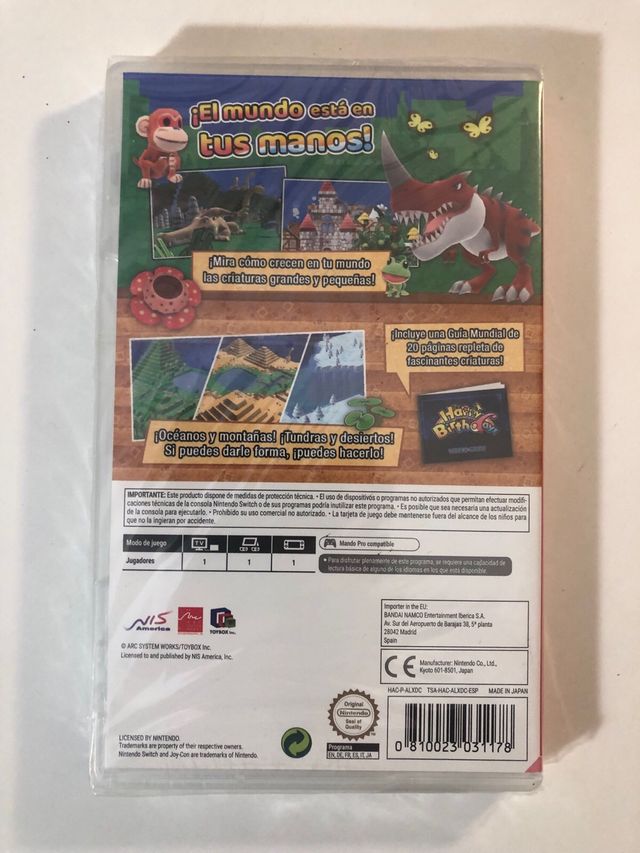 ¡El mundo está en
tus manos!
¡Mira cómo crecen en tu mundo
las criaturas grandes y pequeñas!
¡Incluye una Guía Mundial de
20 páginas repleta de
fascinantes criaturas!
Happy
Birthdays
¡Océanos y montañas! ¡Tundras y desiertos!
Si puedes darle forma, ¡puedes hacerlo!
IMPORTANTE: Este producto dispone de medidas de protección técnica. • El uso de dispositivos o programas no autorizados que permitan efectuar modifi-
caciones técnicas de la consola Nintendo Switch o de sus programas podría inutilizar este programa. • Es posible que sea necesaria una actualización
de la consola para ejecutarlo. • Prohibido su uso comercial no autorizado. • La tarjeta de juego debe mantenerse fuera del alcance de los niños para
que no la ingieran por accidente.
Modo de juego TV
Mando Pro compatible
Jugadores 1 1 1
• Para disfrutar plenamente de este programa, se requiere una capacidad de
lectura básica de alguno de los idiomas en los que está disponible.
NIS
America
TOYBOX Inc.
© ARC SYSTEM WORKS/TOYBOX Inc.
Licensed to and published by NIS America, Inc.
Importer in the EU:
BANDAI NAMCO Entertainment Iberica S.A.
Av. Sur del Aeropuerto de Barajas 38, 5ª planta
28042 Madrid
Spain
CE
Manufacturer: Nintendo Co., Ltd.,
Kyoto 601-8501, Japan
HAC-P-ALXDC TSA-HAC-ALXDC-ESP MADE IN JAPAN
Original
Nintendo
Seal of
Quality
LICENSED BY NINTENDO.
Trademarks are property of their respective owners.
Nintendo Switch and Joy-Con are trademarks of Nintendo.
Programa
EN, DE, FR, ES, IT, JA
0 810023 031178